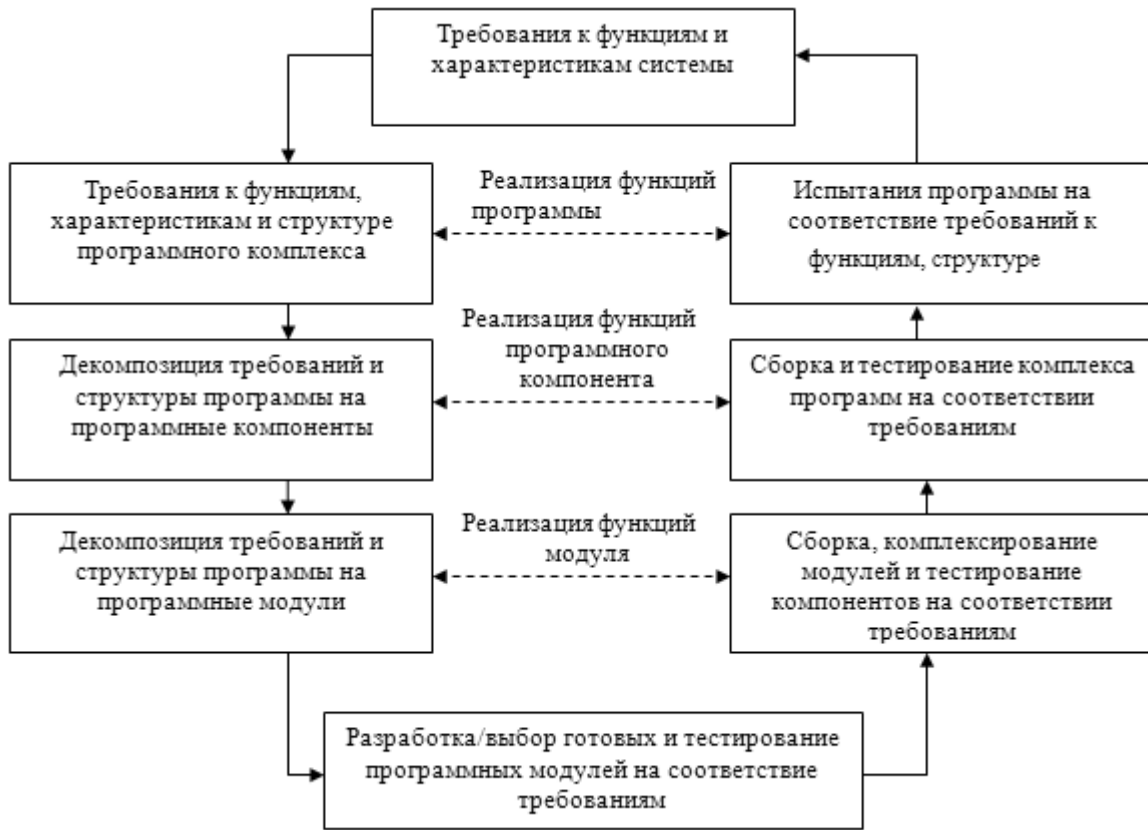 Требования к функциям и
характеристикам системы
Требования к функциям,
характеристикам и структуре
программного комплекса
Реализация функций
программы
Испытания программы на
соответствие требований к
функциям, структуре
Декомпозиция требований и
структуры программы на
программные компоненты
Реализация функций
программного
компонента
Сборка и тестирование комплекса
программ на соответствии
требованиям
Декомпозиция требований и
структуры программы на
программные модули
Реализация функций
модуля
Сборка, комплексирование
модулей и тестирование
компонентов на соответствии
требованиям
Разработка/выбор готовых и тестирование
программных модулей на соответствие
требованиям